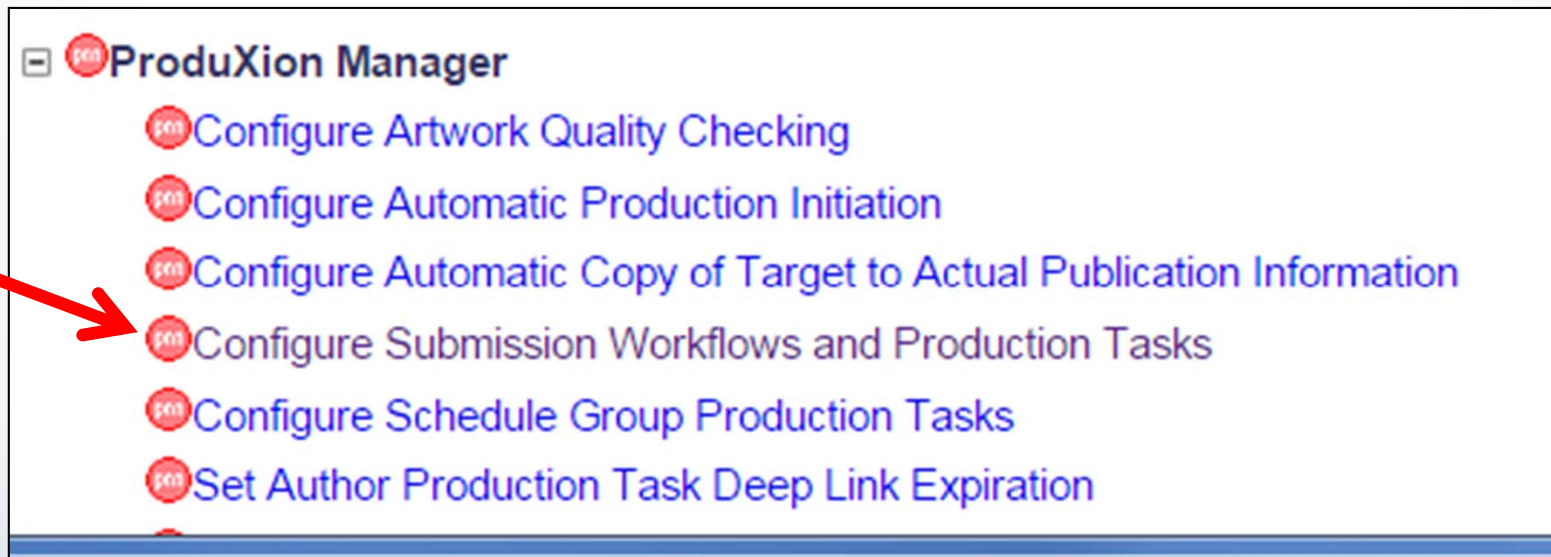 ProduXion Manager
Configure Artwork Quality Checking
Configure Automatic Production Initiation
Configure Automatic Copy of Target to Actual Publication Information
Configure Submission Workflows and Production Tasks
Configure Schedule Group Production Tasks
Set Author Production Task Deep Link Expiration